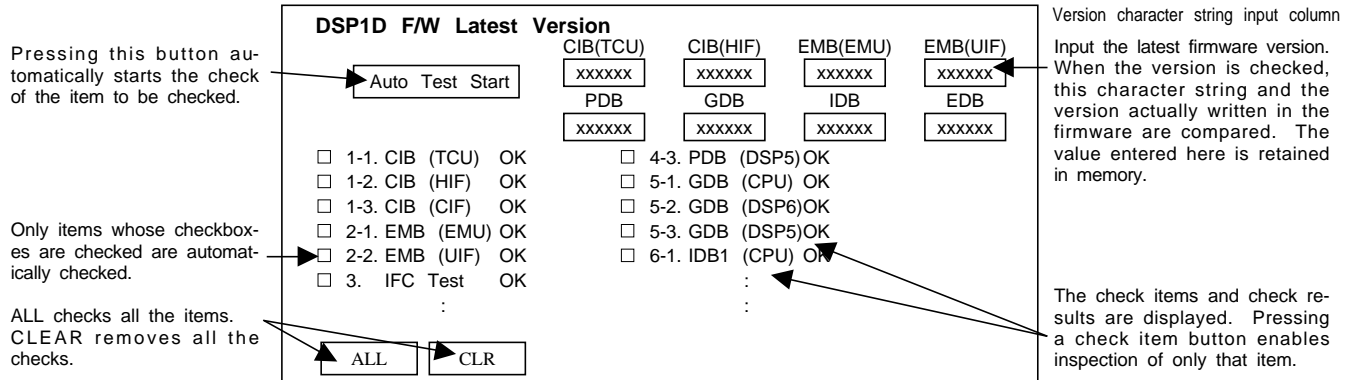 DSP1D F/W Latest Version
Pressing this button au-
tomatically starts the check
of the item to be checked.
Auto Test Start
CIB(TCU) CIB(HIF) EMB(EMU) EMB(UIF)
xxxxxx xxxxxx xxxxxx xxxxxx
PDB GDB IDB EDB
xxxxxx xxxxxx xxxxxx xxxxxx
Version character string input column
Input the latest firmware version.
When the version is checked,
this character string and the
version actually written in the
firmware are compared. The
value entered here is retained
in memory.
1-1. CIB (TCU) OK
1-2. CIB (HIF) OK
1-3. CIB (CIF) OK
2-1. EMB (EMU) OK
2-2. EMB (UIF) OK
3. IFC Test OK
:
4-3. PDB (DSP5) OK
5-1. GDB (CPU) OK
5-2. GDB (DSP6) OK
5-3. GDB (DSP5) OK
6-1. IDB1 (CPU) OK
:
:
Only items whose checkbox-
es are checked are automat-
ically checked.
ALL checks all the items.
CLEAR removes all the
checks.
ALL CLR
The check items and check re-
sults are displayed. Pressing
a check item button enables
inspection of only that item.